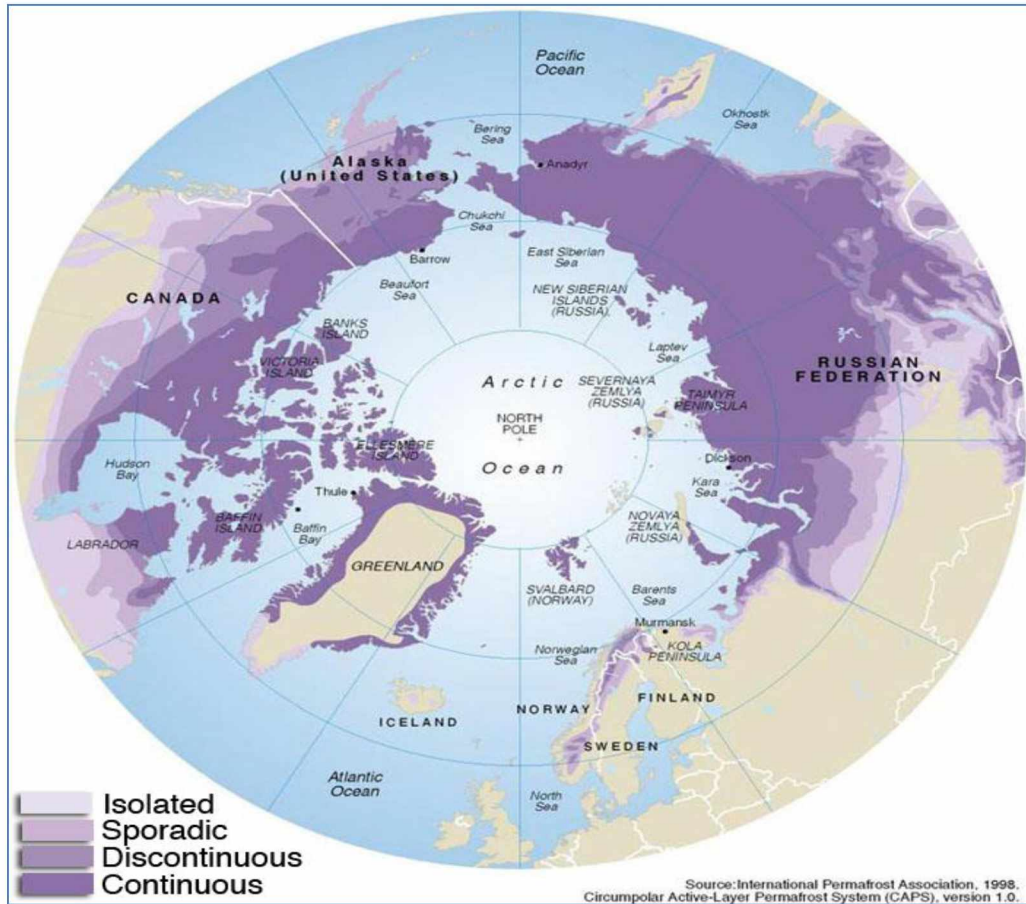 Pacific
Ocean
Okhostk
Sea
Bering
Sea
Alaska
(United States)
Anadyr
Chukchi
Sea
Barrow
East Siberian
Sea
Beaufort
Sea
NEW SIBERIAN
ISLANDS
(RUSSIA)
CANADA
BANKS
ISLAND
VICTORIA
ISLAND
Laptev
Sea
RUSSIAN
FEDERATION
Arctic
SEVERNAYA
ZEMLYA
(RUSSIA)
TAIMYR
PENINSULA
NORTH
POLE
ELLESMERE
ISLAND
Ocean
Hudson
Bay
Dickson
Kara
Sea
Thule
BAFFIN
ISLAND
Baffin
Bay
NOVAYA
ZEMLYA
(RUSSIA)
LABRADOR
GREENLAND
SVALBARD
(NORWAY)
Barents
Sea
Murmansk
Norwegian
Sea
KOLA
PENINSULA
FINLAND
NORWAY
ICELAND
SWEDEN
Atlantic
Ocean
North
Sea
Isolated
Sporadic
Discontinuous
Continuous
Source:International Permafrost Association, 1998.
Circumpolar Active-Layer Permafrost System (CAPS), version 1.0.